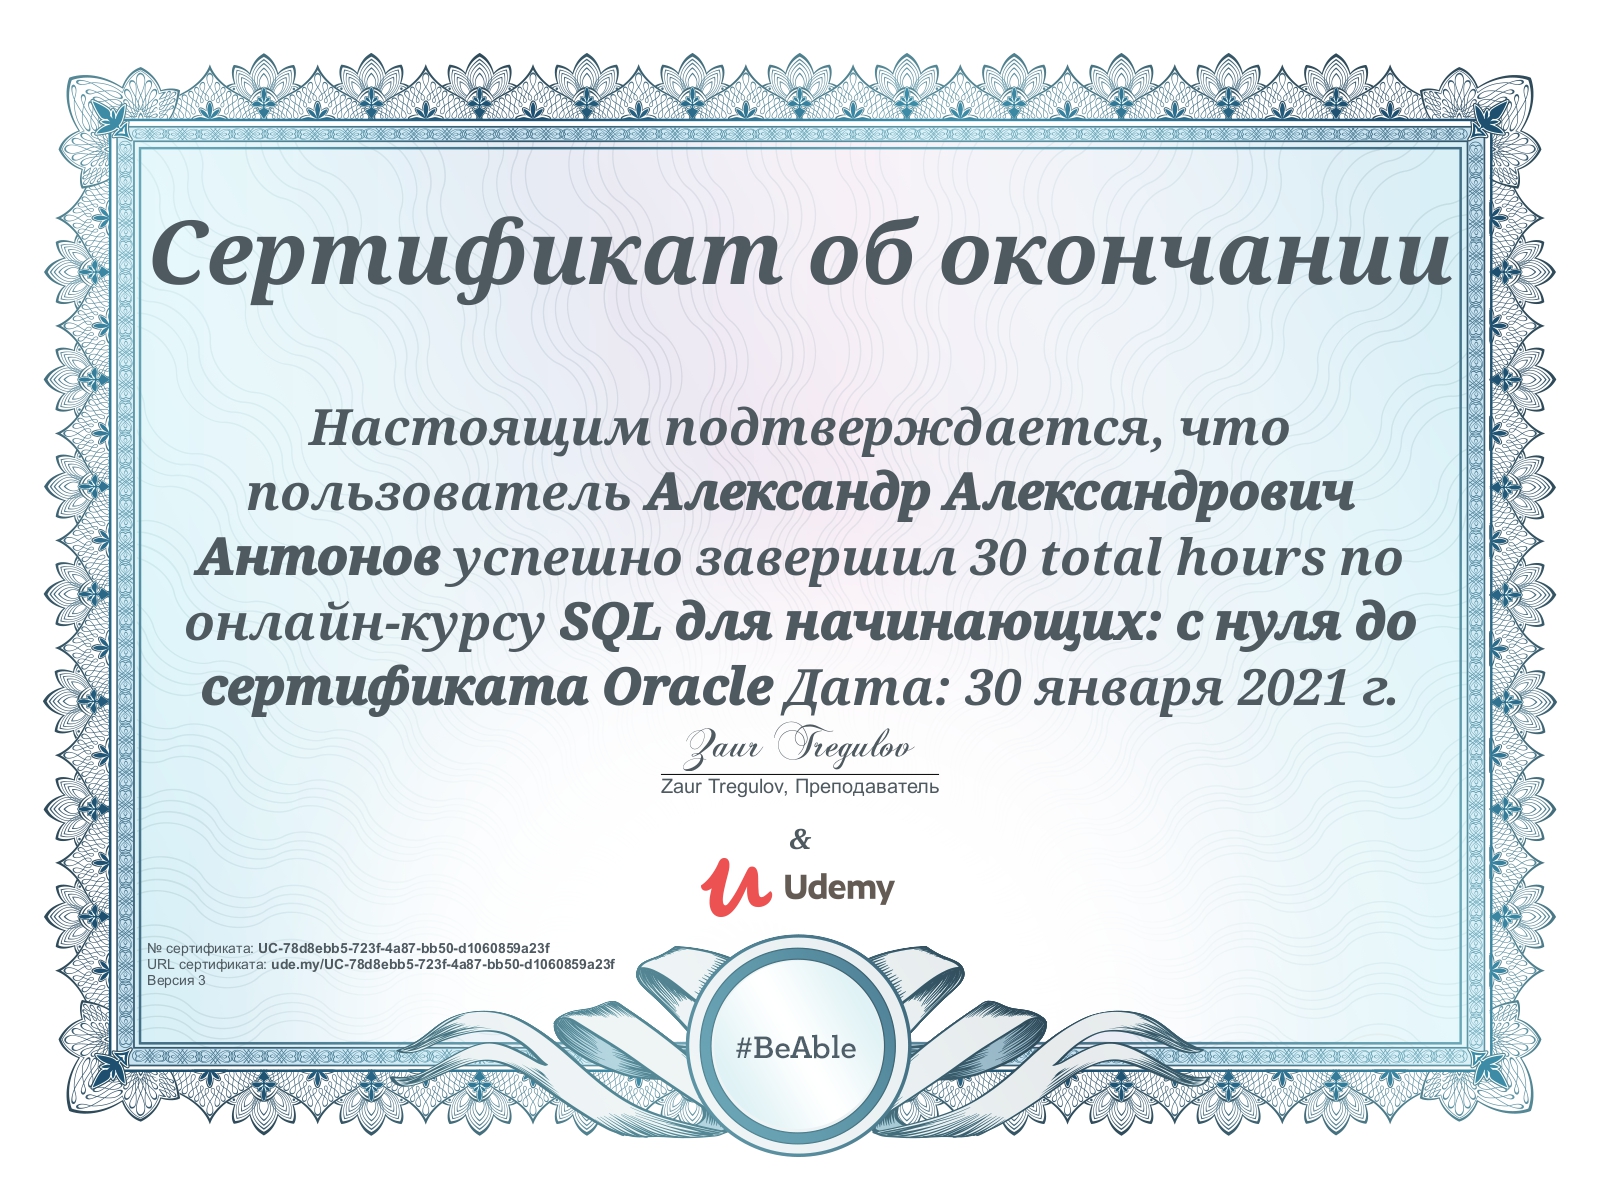 Сертификат об окончании
Настоящим подтверждается, что
пользователь Александр Александрович
Антонов успешно завершил 30 total hours по
онлайн-курсу SQL для начинающих: с нуля до
сертификата Oracle Дата: 30 января 2021 г.
Zaur Tregulov
Zaur Tregulov, Преподаватель
&
Udemy
№ сертификата: UC-78d8ebb5-723f-4a87-bb50-d1060859a23f
URL сертификата: ude.my/UC-78d8ebb5-723f-4a87-bb50-d1060859a23f
Версия 3
#BeAble